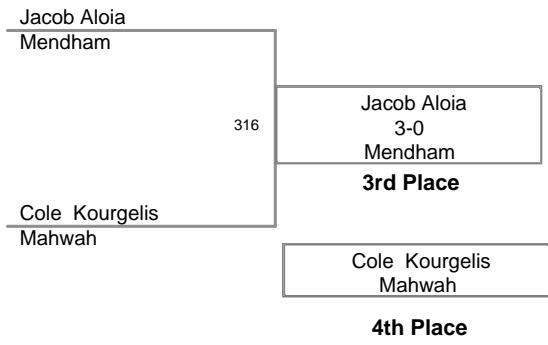 Jacob Aloia
Mendham
316
Jacob Aloia
3-0
Mendham
3rd Place
Cole Kourgelis
Mahwah
Cole Kourgelis
Mahwah
4th Place